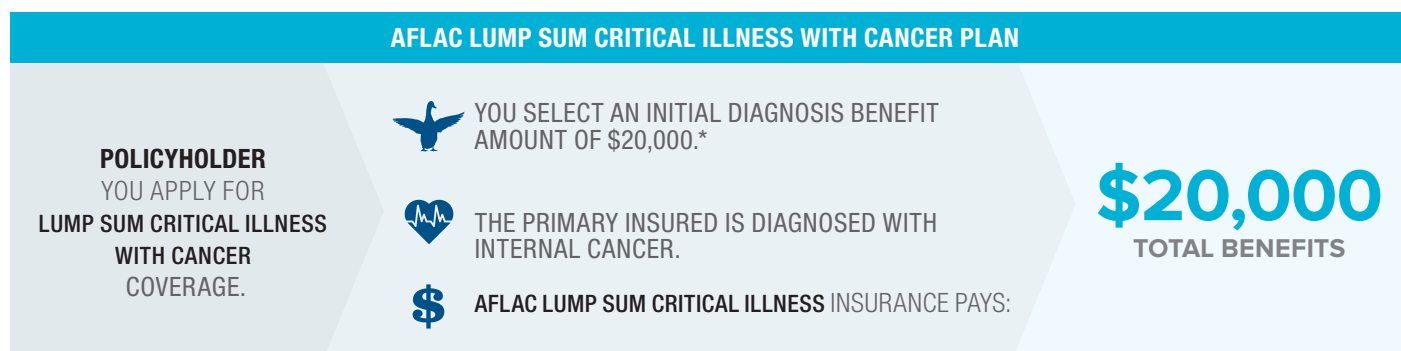 AFLAC LUMP SUM CRITICAL ILLNESS WITH CANCER PLAN
POLICYHOLDER
YOU APPLY FOR
LUMP SUM CRITICAL ILLNESS
WITH CANCER
COVERAGE.
YOU SELECT AN INITIAL DIAGNOSIS BENEFIT
AMOUNT OF $20,000.*
THE PRIMARY INSURED IS DIAGNOSED WITH
INTERNAL CANCER.
$
AFLAC LUMP SUM CRITICAL ILLNESS INSURANCE PAYS:
$20,000
TOTAL BENEFITS